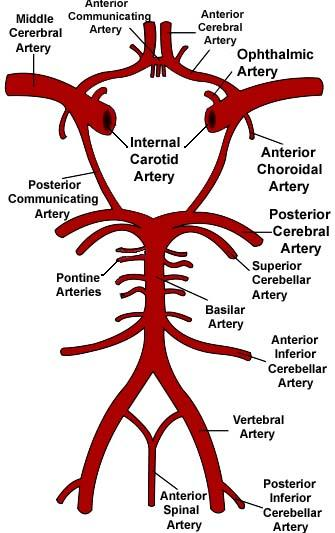 Anterior
Communicating
Artery
Anterior
Cerebral
Artery
Middle
Cererbral
Artery
Ophthalmic
Artery
Internal
Carotid
Artery
Anterior
Choroidal
Artery
Posterior
Communicating
Artery
Posterior
Cerebral
Artery
Superior
Cerebellar
Artery
Pontine
Arteries
Basilar
Artery
Anterior
Inferior
Cerebellar
Artery
Vertebral
Artery
Anterior
Spinal
Artery
Posterior
Inferior
Cerebellar
Artery